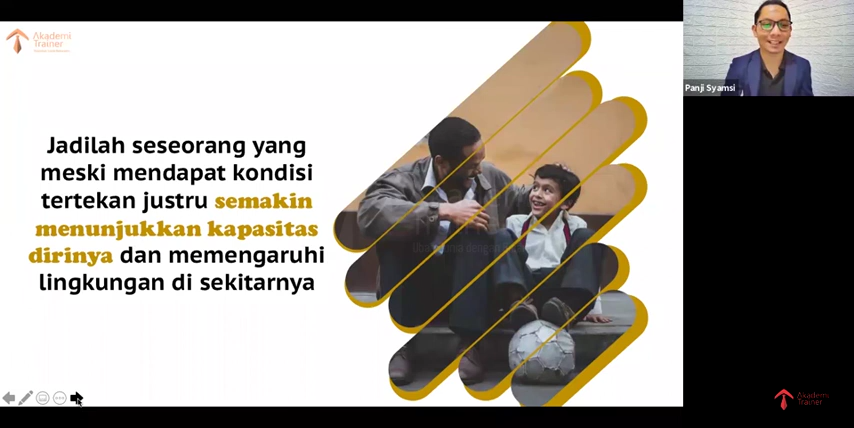 Akademi
Trainer
Jadilah seseorang yang
meski mendapat kondisi
tertekan justru semakin
menunjukkan kapasitas
dirinya dan memengaruhi
lingkungan di sekitarnya
Panji Syamsi
Akademi
Trainer